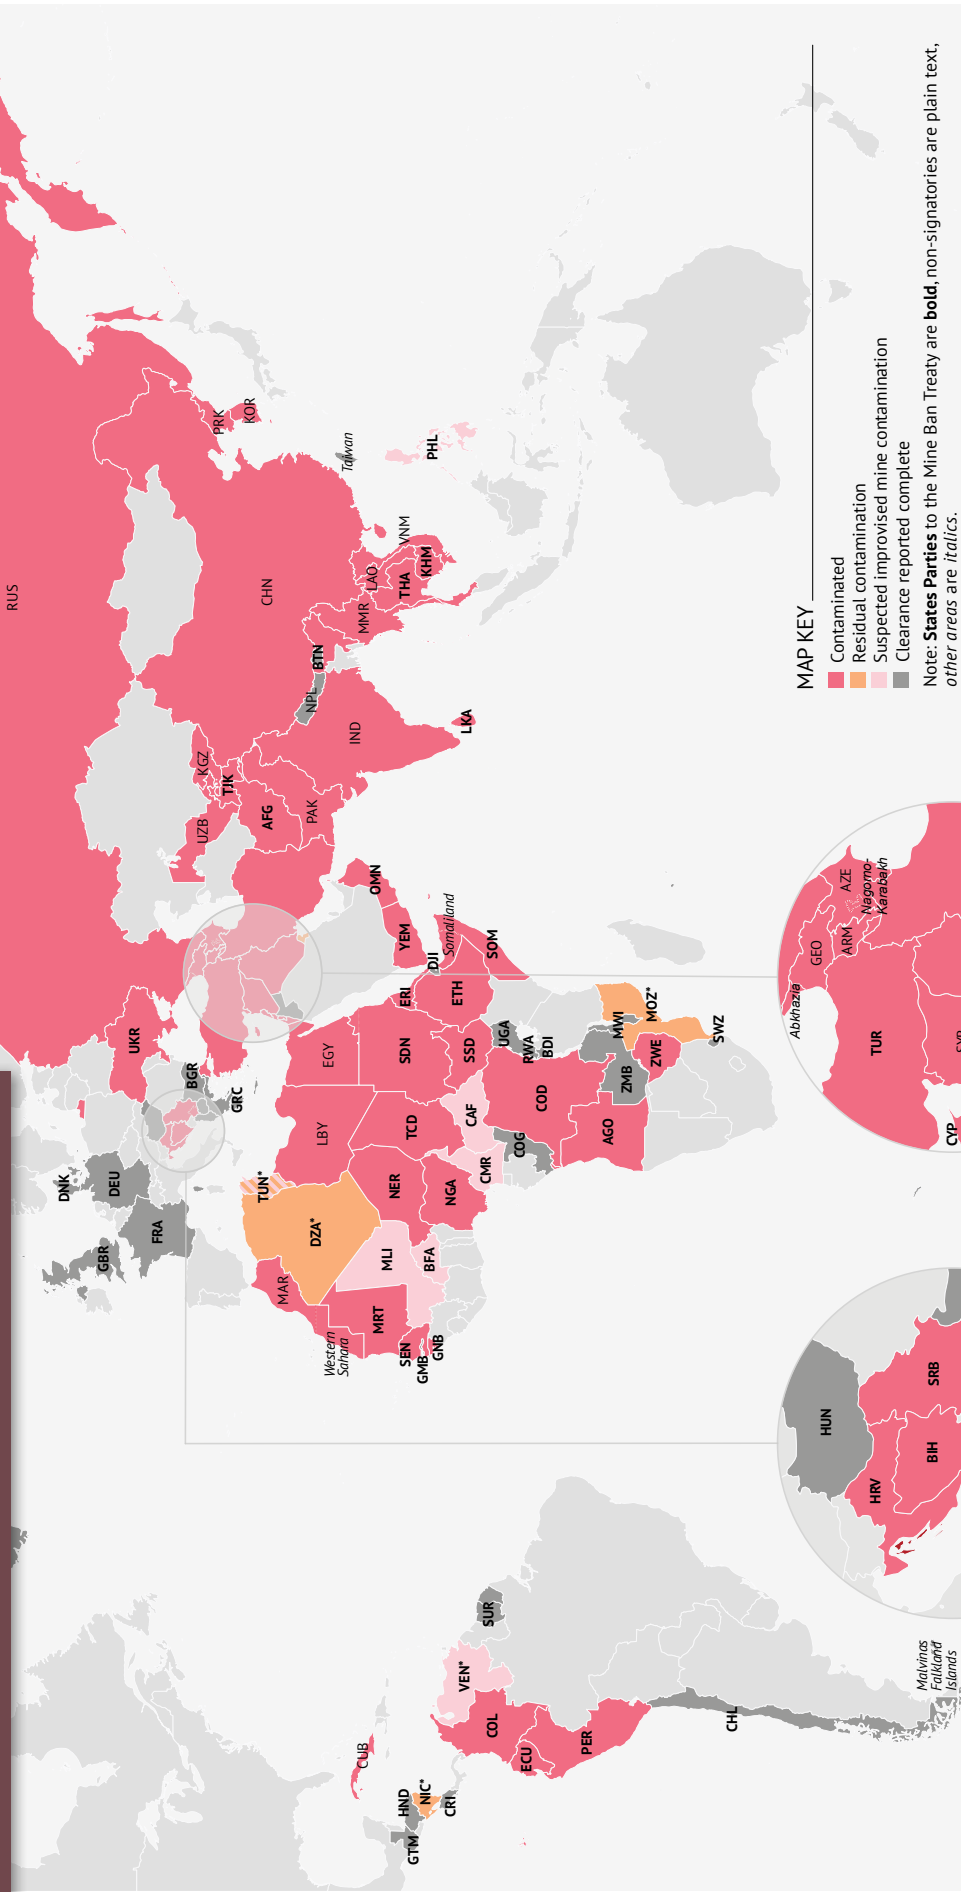 RUS
PRK
KOR
Taiwan
PHL
CHN
VNM
LAO
THA
KHM
MMR
BTN
NPL
IND
LKA
KGZ
TJK
UZB
AFG
PAK
OMN
YEM
DJI
Somaliland
SOM
ERI
ETH
UKR
EGY
SDN
SSD
UGA
RWA
BDI
MWI
MOZ*
SWZ
ZWE
ZMB
BGR
GRC
LBY
TCD
CAF
COD
COG
AGO
DNK
DEU
FRA
GBR
TUN*
DZA*
NER
NGA
CMR
MAR
MLI
BFA
Western
Sahara
MRT
SEN
GMB
GNB
CUB
GTM
HND
NIC*
CRI
VEN*
COL
ECU
PER
SUR
CHL
Malvinas
Falkland
Islands
HUN
HRV
BIH
SRB
Abkhazia
GEO
ARM
AZE
Nagorno-
Karabakh
TUR
CYP
MAP KEY
Contaminated
Residual contamination
Suspected improvised mine contamination
Clearance reported complete
Note: States Parties to the Mine Ban Treaty are bold, non-signatories are plain text,
other areas are italics.